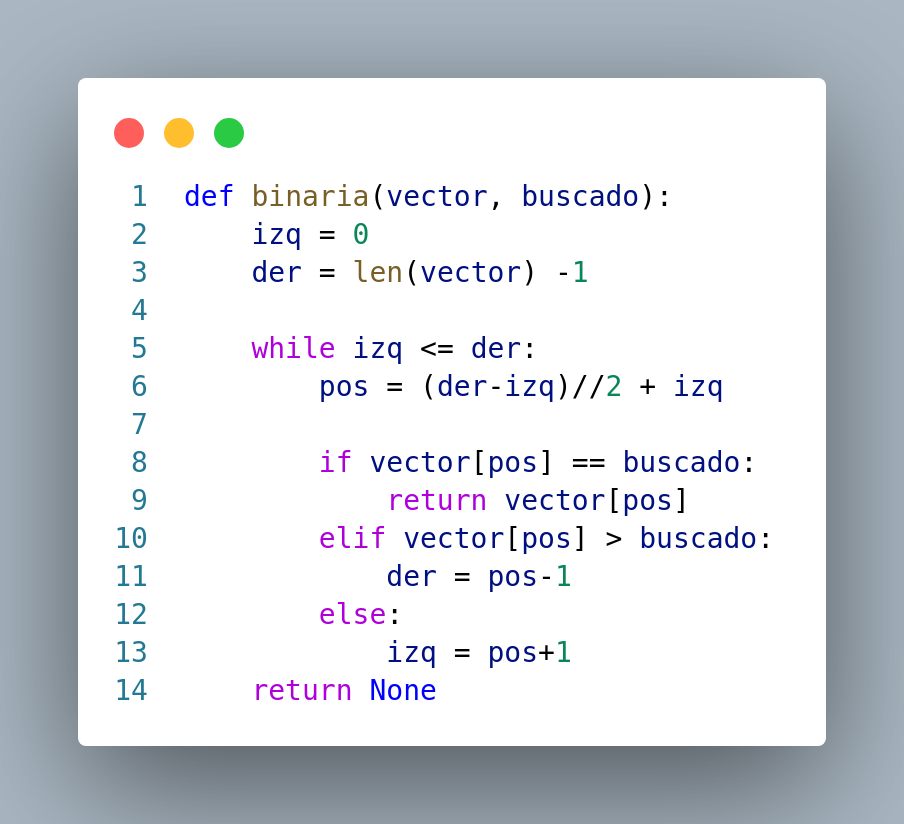 1 def binaria(vector, buscado):
2     izq = 0
3     der = len(vector) -1
4
5     while izq <= der:
6         pos = (der-izq)//2 + izq
7
8         if vector[pos] == buscado:
9             return vector[pos]
10         elif vector[pos] > buscado:
11             der = pos-1
12         else:
13             izq = pos+1
14     return None